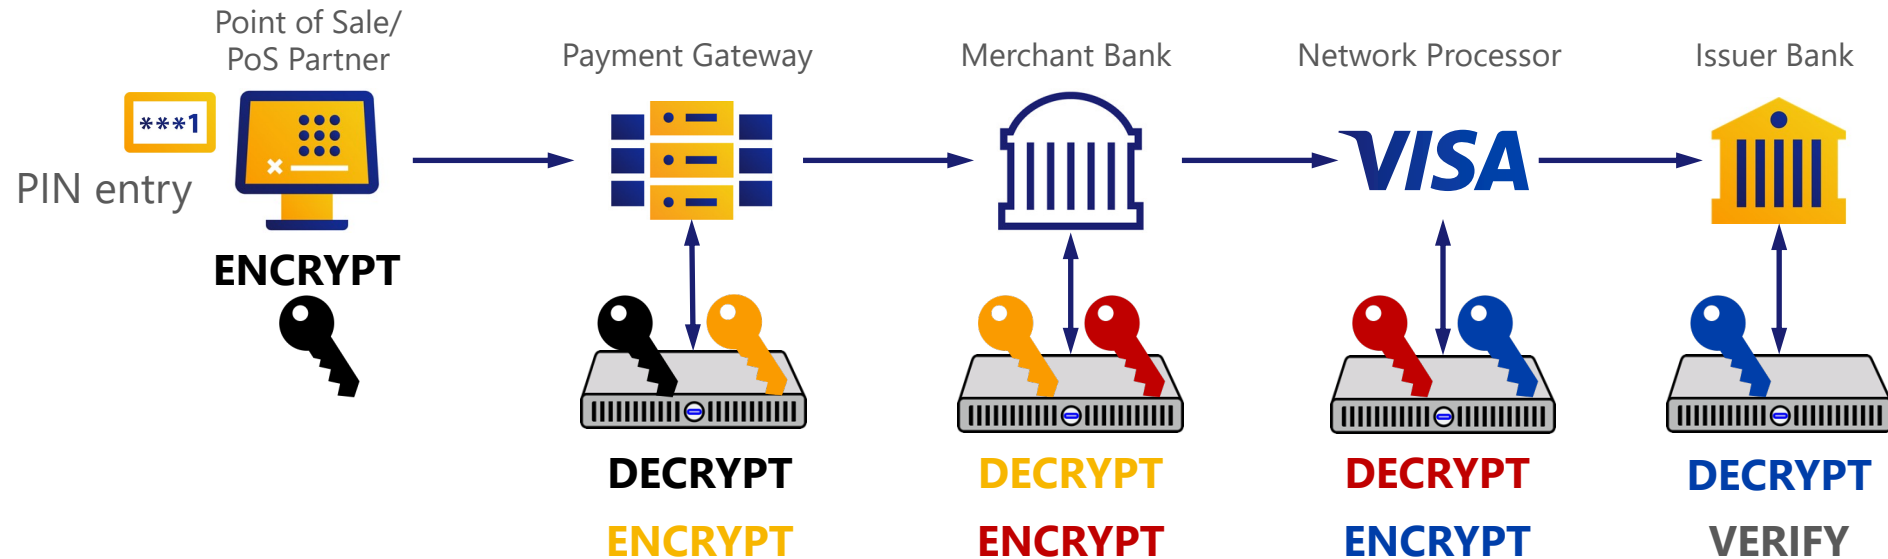 Point of Sale/
PoS Partner
Payment Gateway
Merchant Bank
Network Processor
Issuer Bank
***1
PIN entry
VISA
ENCRYPT
DECRYPT
ENCRYPT
DECRYPT
ENCRYPT
DECRYPT
ENCRYPT
DECRYPT
VERIFY